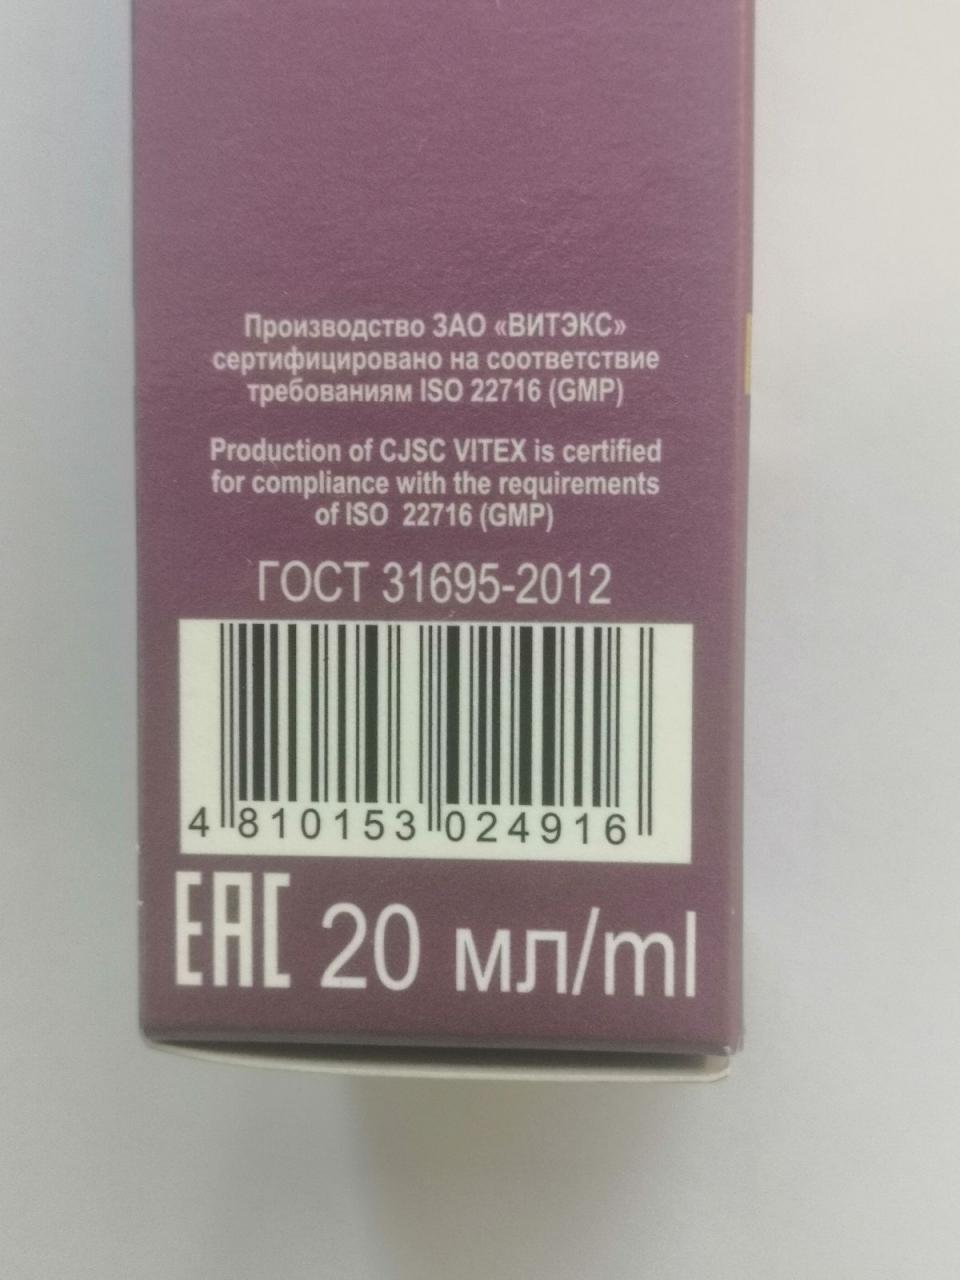 Производство ЗАО «ВИТЭКС»
сертифицировано на соответствие
требованиям ISO 22716 (GMP)
Production of CJSC VITEX is certified
for compliance with the requirements
of ISO 22716 (GMP)
ГОСТ 31695-2012
4 810153 024916
EAC 20 мл/ml